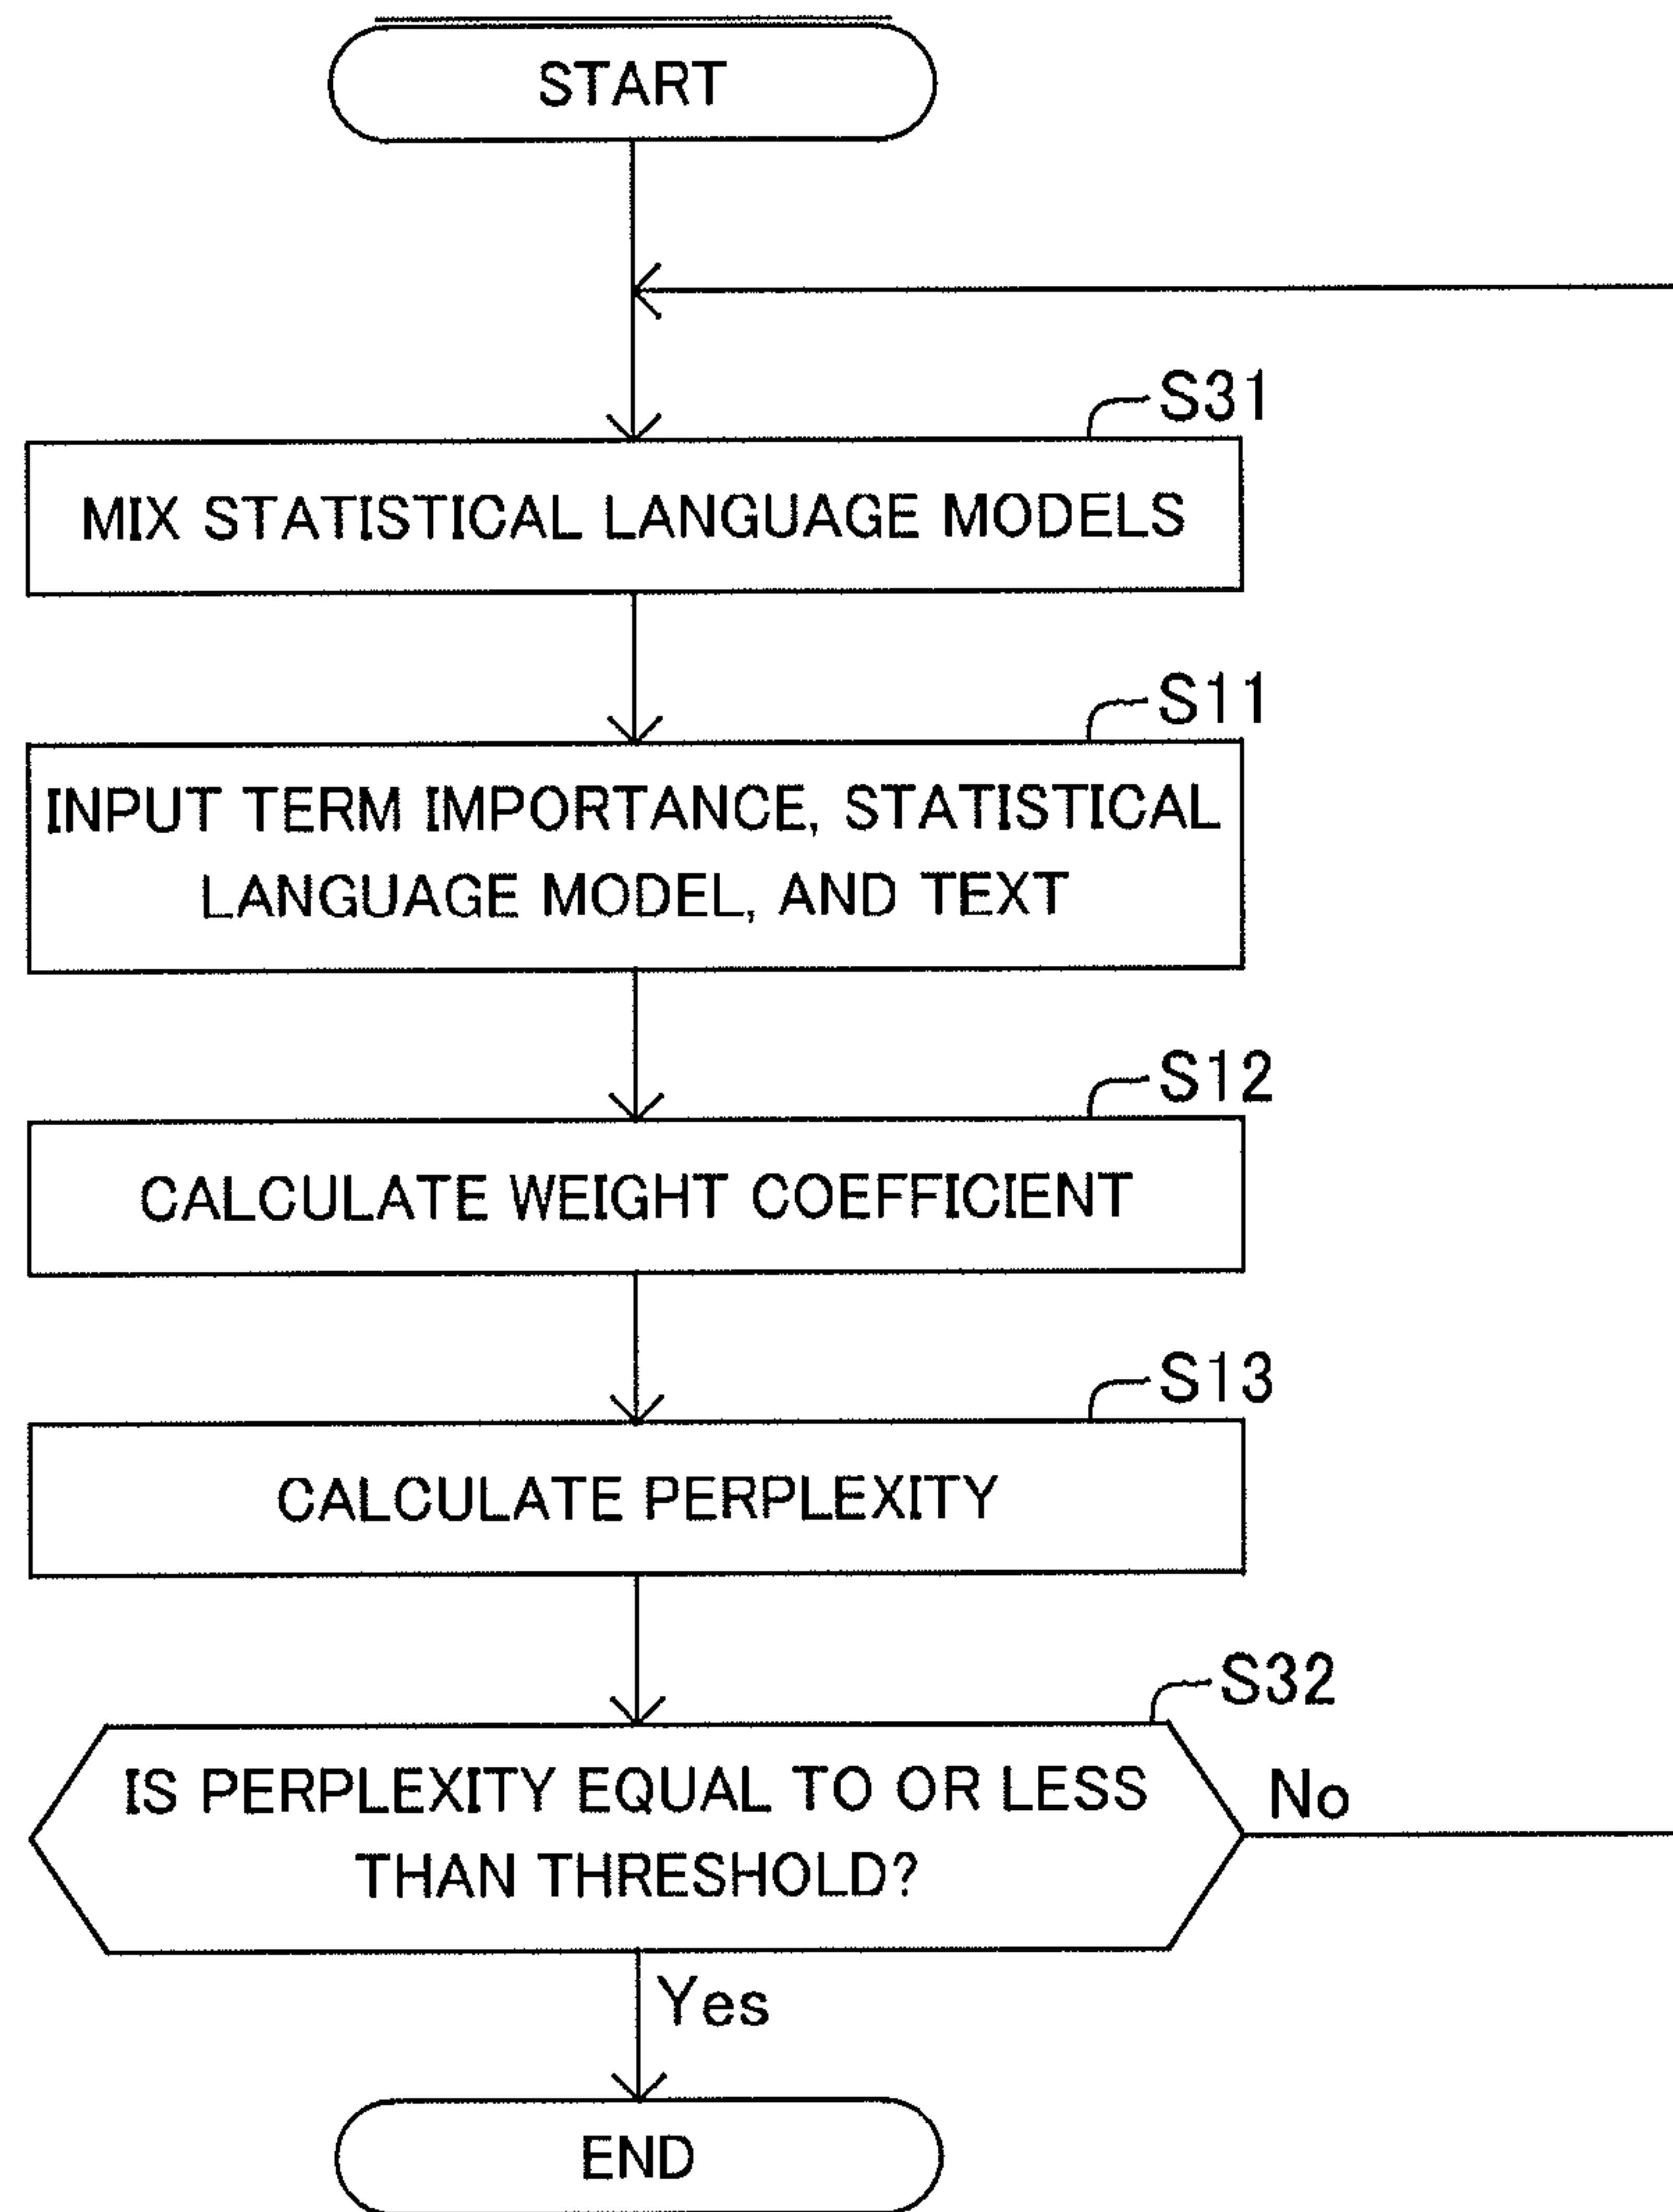 START
S31
MIX STATISTICAL LANGUAGE MODELS
S11
INPUT TERM IMPORTANCE, STATISTICAL
LANGUAGE MODEL, AND TEXT
S12
CALCULATE WEIGHT COEFFICIENT
S13
CALCULATE PERPLEXITY
S32
IS PERPLEXITY EQUAL TO OR LESS
THAN THRESHOLD?
No
Yes
END